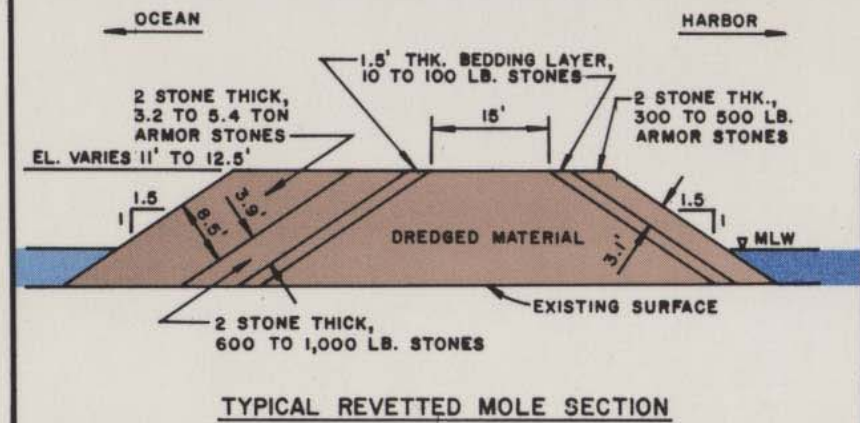 OCEAN
HARBOR
1.5' THK. BEDDING LAYER,
10 TO 100 LB. STONES
2 STONE THICK,
3.2 TO 5.4 TON
ARMOR STONES
15'
2 STONE THK.,
300 TO 500 LB.
ARMOR STONES
EL. VARIES 11' TO 12.5'
1.5
1
8.5'
3.9'
DREDGED MATERIAL
3.1'
1.5
1
MLW
EXISTING SURFACE
2 STONE THICK,
600 TO 1,000 LB. STONES
TYPICAL REVETTED MOLE SECTION